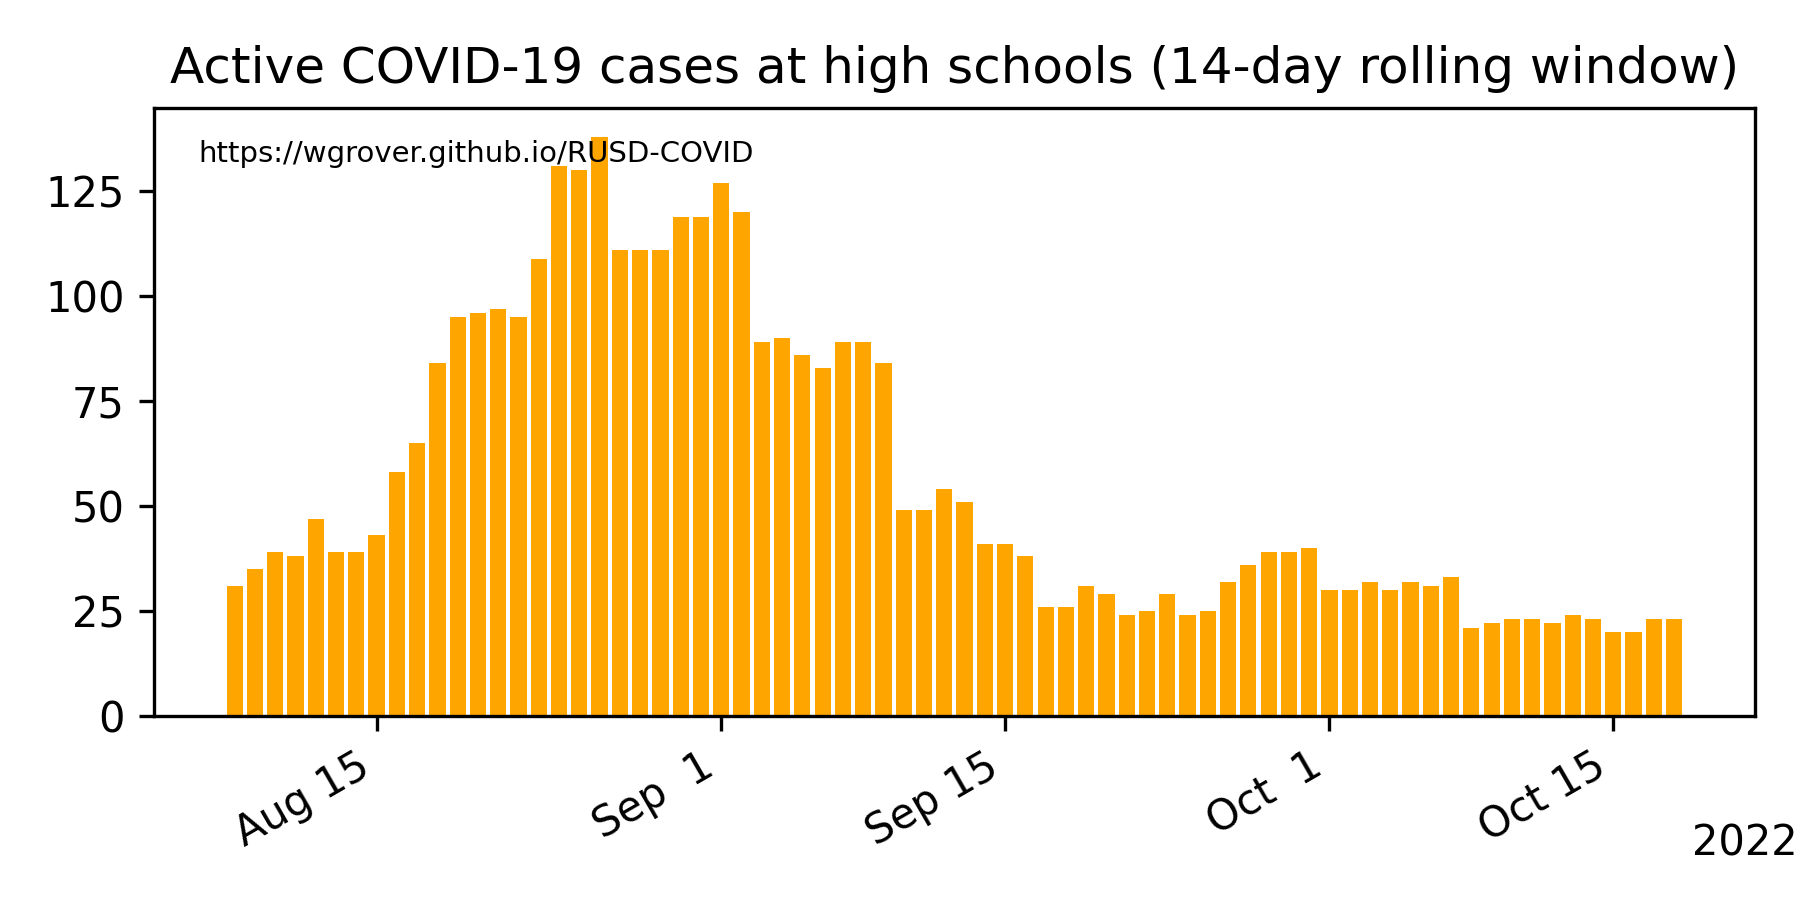 Active COVID-19 cases at high schools (14-day rolling window)
https://wgrover.github.io/RUSD-COVID
125
100
75
50
25
0
Aug 15
Sep  1
Sep 15
Oct  1
Oct 15
2022